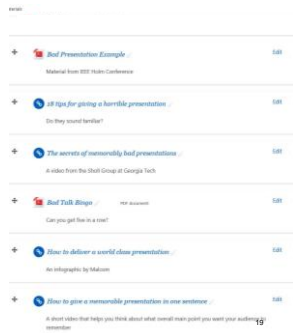 Bad Presentation Example
Edit
Material from IEEE Holm Conference
18 tips for giving a horrible presentation
Edit
Do they sound familiar?
The secrets of memorably bad presentations
Edit
A video from the Sholl Group at Georgia Tech
Bad Talk Bingo PDF document
Edit
Can you get five in a row?
How to deliver a world class presentation
Edit
An infographic by Malcom
How to give a memorable presentation in one sentence
Edit
A short video that helps you think about what overall main point you want your audience to
remember
19